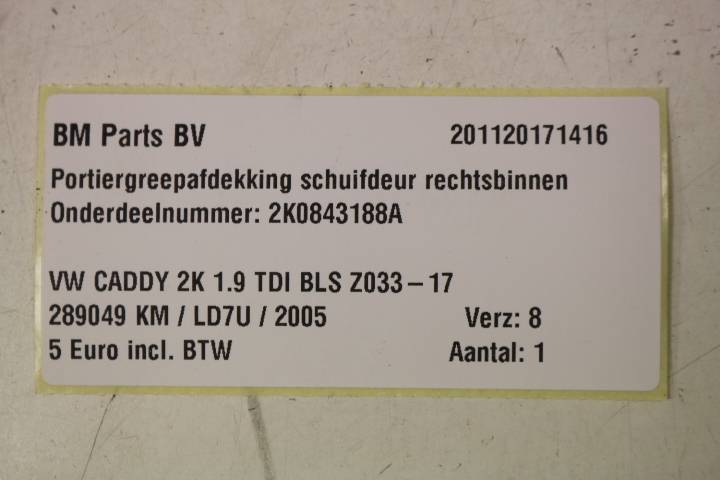 BM Parts BV 201120171416
Portiergreepafdekking schuifdeur rechtsbinnen
Onderdeelnummer: 2K0843188A
VW CADDY 2K 1.9 TDI BLS Z033-17
289049 KM / LD7U / 2005 Verz: 8
5 Euro incl. BTW Aantal: 1